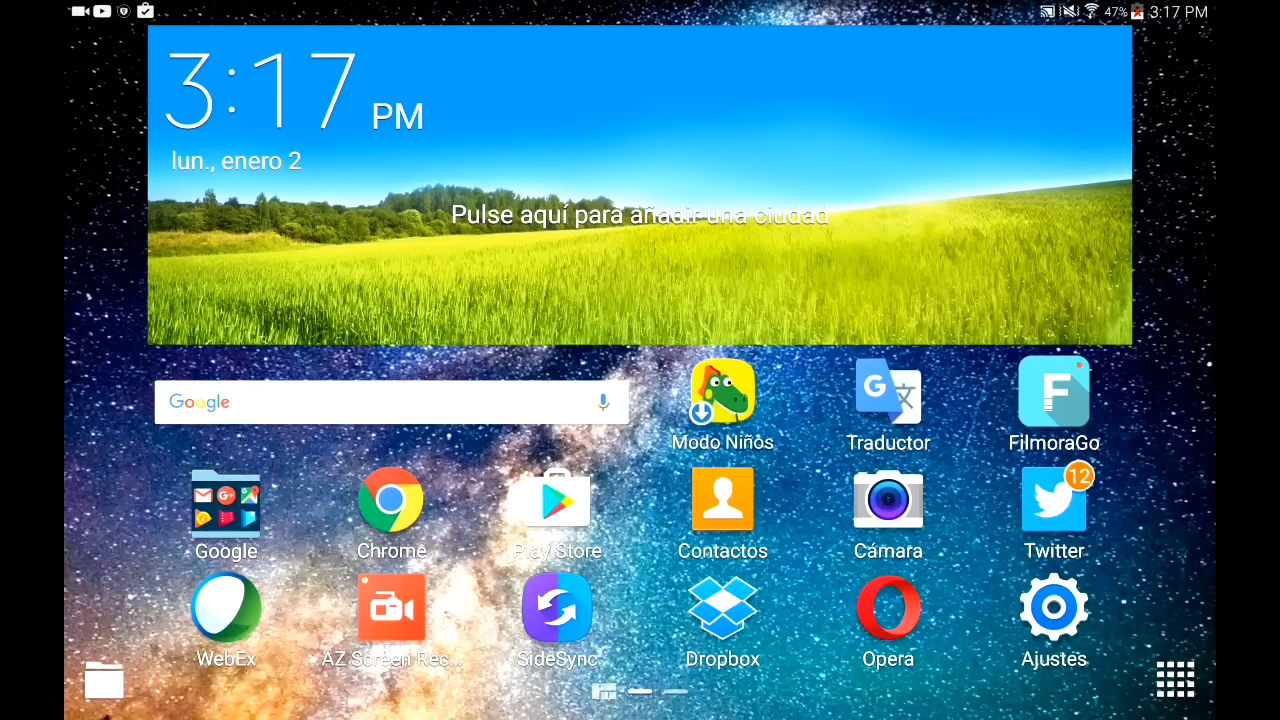 47% 3:17 PM
3:17 PM
lun., enero 2
Pulse aquí para añadir una ciudad
Google
Modo Niños
Traductor
FilmoraGo
12
Google
Chrome
Play Store
Contactos
Cámara
Twitter
WebEx
AZ Screen Rec...
SideSync
Dropbox
Opera
Ajustes